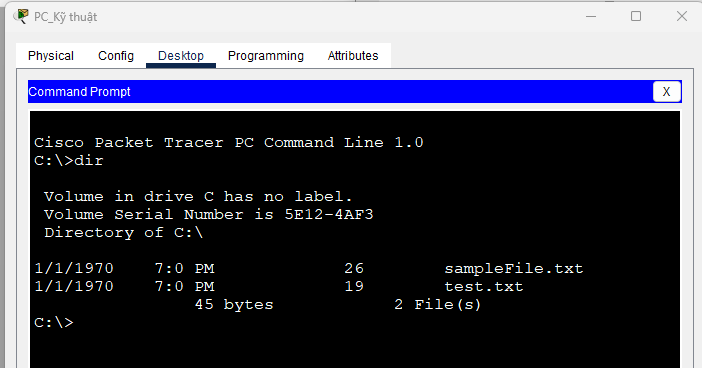 PC_Kỹ thuật
Physical Config Desktop Programming Attributes
Command Prompt X
Cisco Packet Tracer PC Command Line 1.0
C:\>dir
Volume in drive C has no label.
Volume Serial Number is 5E12-4AF3
Directory of C:\
1/1/1970 7:0 PM 26 sampleFile.txt
1/1/1970 7:0 PM 19 test.txt
45 bytes 2 File(s)
C:\>